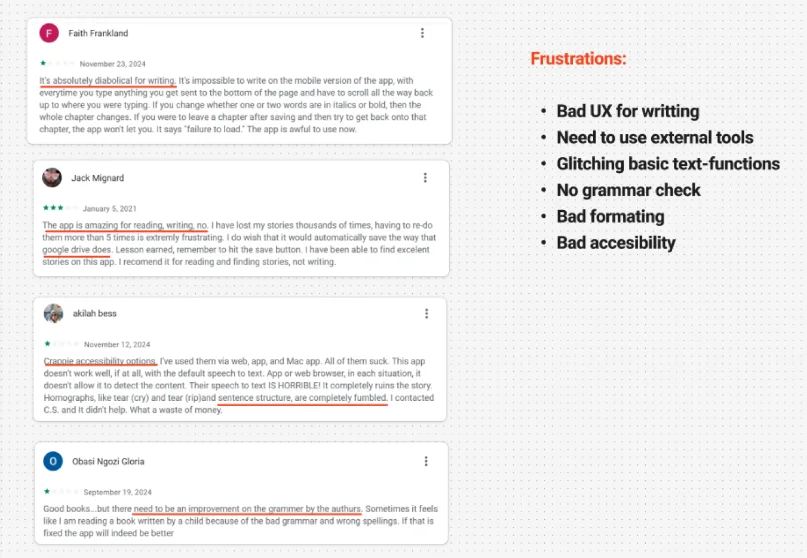 F Faith Frankland
November 23, 2024
It's absolutely diabolical for writing. It's impossible to write on the mobile version of the app, with
everytime you type anything you get sent to the bottom of the page and have to scroll all the way back
up to where you were typing. If you change whether one or two words are in italics or bold, then the
whole chapter changes. If you were to leave a chapter after saving and then try to get back onto that
chapter, the app won't let you. It says "failure to load." The app is awful to use now.
Jack Mignard
January 5, 2021
The app is amazing for reading, writing, no. I have lost my stories thousands of times, having to re-do
them more than 5 times is extremly frustrating. I do wish that it would automatically save the way that
google drive does. Lesson earned, remember to hit the save button. I have been able to find excelent
stories on this app. I recomend it for reading and finding stories, not writing.
akilah bess
November 12, 2024
Crappie accessibility options, I've used them via web, app, and Mac app. All of them suck. This app
doesn't work well, if at all, with the default speech to text. App or web browser, in each situation, it
doesn't allow it to detect the content. Their speech to text IS HORRIBLE! It completely ruins the story.
Homographs, like tear (cry) and tear (rip)and sentence structure, are completely fumbled. I contacted
C.S. and It didn't help. What a waste of money.
O Obasi Ngozi Gloria
September 19, 2024
Good books...but there need to be an improvement on the grammer by the authurs. Sometimes it feels
like I am reading a book written by a child because of the bad grammar and wrong spellings. If that is
fixed the app will indeed be better
Frustrations:
• Bad UX for writting
• Need to use external tools
• Glitching basic text-functions
• No grammar check
• Bad formating
• Bad accesibility